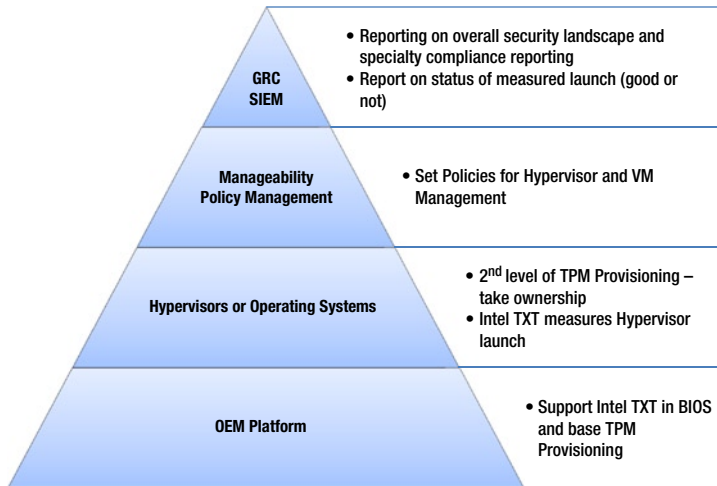 GRC
SIEM
• Reporting on overall security landscape and
specialty compliance reporting
• Report on status of measured launch (good or
not)
Manageability
Policy Management
• Set Policies for Hypervisor and VM
Management
Hypervisors or Operating Systems
• 2nd level of TPM Provisioning –
take ownership
• Intel TXT measures Hypervisor
launch
OEM Platform
• Support Intel TXT in BIOS
and base TPM
Provisioning